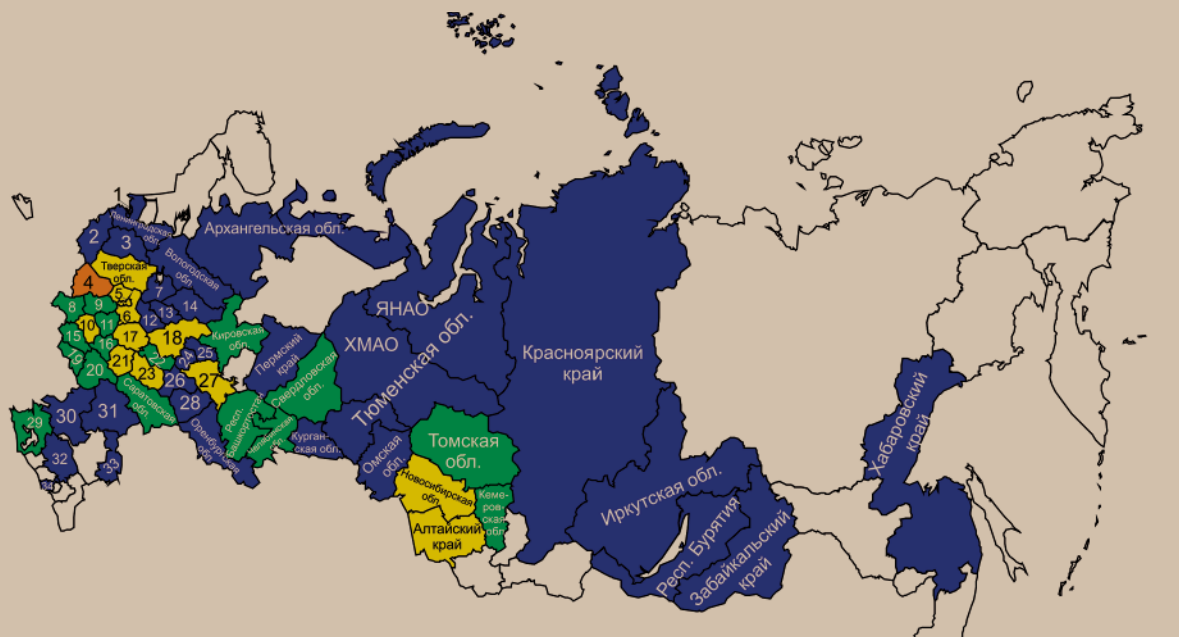 1
2
3
Ленинградская
обл.
Архангельская обл.
Вологодская
обл.
Тверская
обл.
4
5
6
7
8
9
10
11
12
13
14
15
16
17
18
19
20
21
22
23
24
25
26
27
28
29
30
31
32
33
34
Кировская
обл.
Пермский
край
Свердловская
обл.
Саратовская
обл.
Респ.
Башкортостан
Челябинская
обл.
Оренбургская
обл.
Курган-
ская обл.
ЯНАО
ХМАО
Тюменская обл.
Омская
обл.
Томская
обл.
Новосибирская
обл.
Алтайский
край
Кеме-
ров-
ская
обл
Красноярский
край
Иркутская обл.
Респ. Бурятия
Забайкальский
край
Хабаровский
край